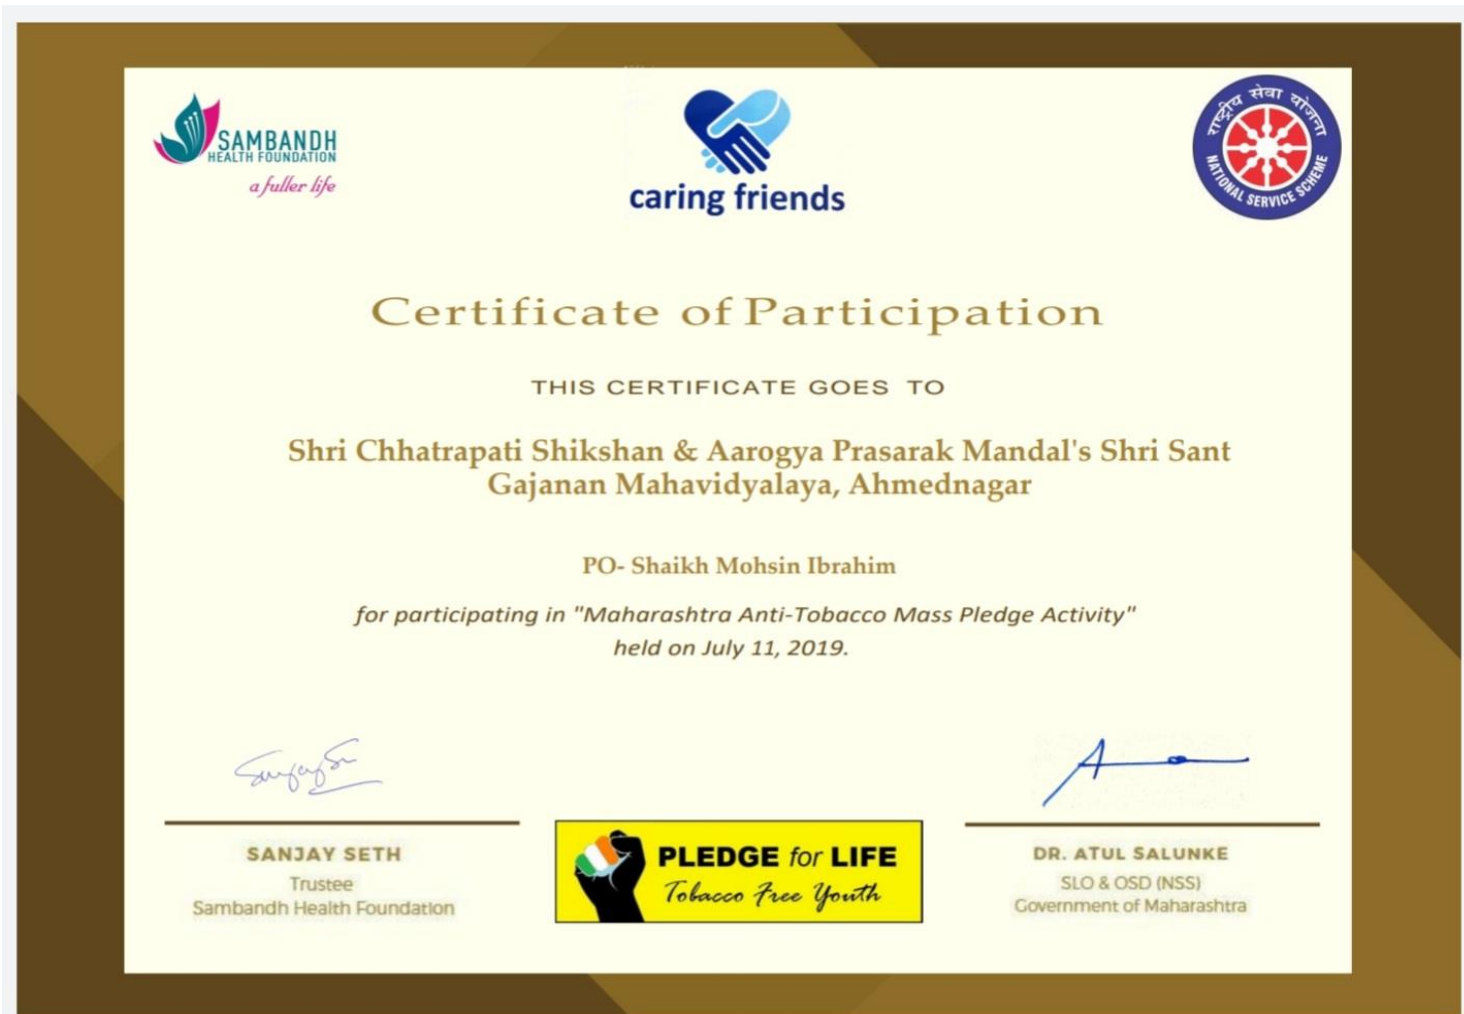 SAMBANDH
HEALTH FOUNDATION
a fuller life
caring friends
राष्ट्रीय सेवा योजना
NATIONAL SERVICE SCHEME
Certificate of Participation
THIS CERTIFICATE GOES TO
Shri Chhatrapati Shikshan & Aarogya Prasarak Mandal's Shri Sant
Gajanan Mahavidyalaya, Ahmednagar
PO- Shaikh Mohsin Ibrahim
for participating in "Maharashtra Anti-Tobacco Mass Pledge Activity"
held on July 11, 2019.
SANJAY SETH
Trustee
Sambandh Health Foundation
PLEDGE for LIFE
Tobacco Free Youth
DR. ATUL SALUNKE
SLO & OSD (NSS)
Government of Maharashtra